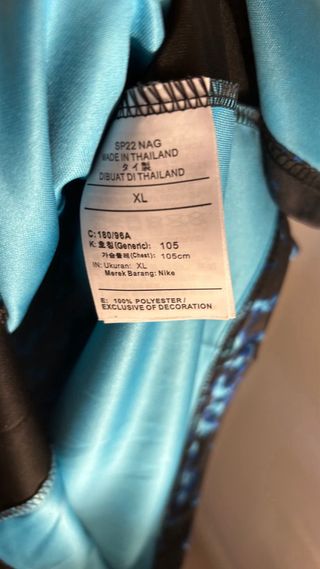 SP22 NAG
MADE IN THAILAND
タイ製
DIBUAT DI THAILAND
XL
C: 180/96A
K: 호칭(Generic): 105
가슴둘레(Chest): 105cm
IN: Ukuran: XL
Merek Barang: Nike
E: 100% POLYESTER/
EXCLUSIVE OF DECORATION